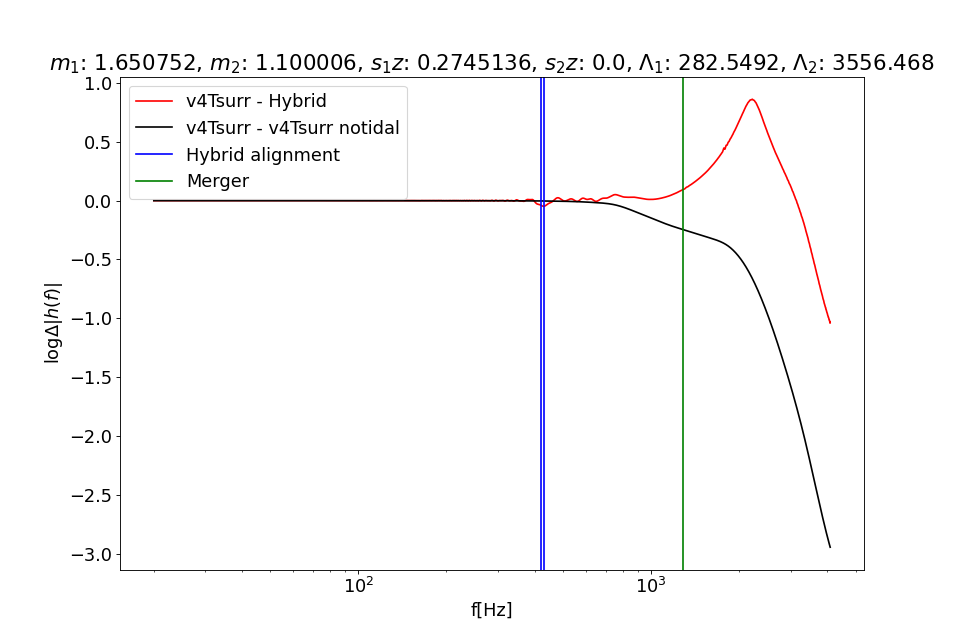 m₁: 1.650752, m₂: 1.100006, s₁z: 0.2745136, s₂z: 0.0, Λ₁: 282.5492, Λ₂: 3556.468
v4Tsurr - Hybrid
v4Tsurr - v4Tsurr notidal
Hybrid alignment
Merger
1.0
0.5
0.0
−0.5
−1.0
−1.5
−2.0
−2.5
−3.0
logΔ|h(f)|
10²
10³
f[Hz]